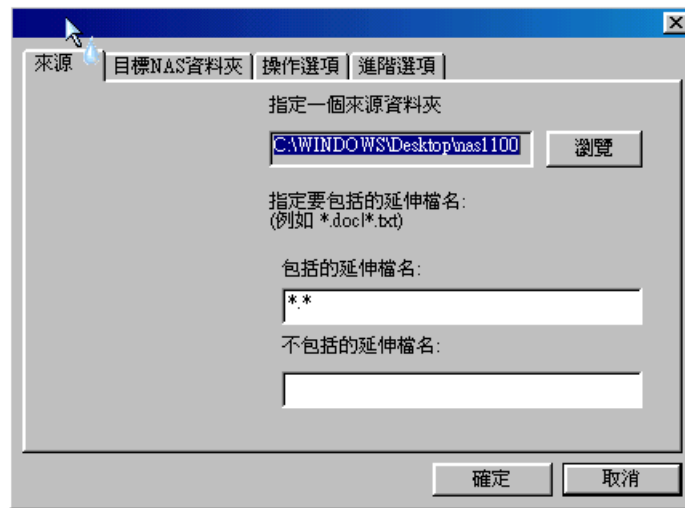 來源
目標NAS資料夾
操作選項
進階選項
指定一個來源資料夾
C:\WINDOWS\Desktop\nas1100
瀏覽
指定要包括的延伸檔名:
(例如 *.doc|*.txt)
包括的延伸檔名:
*.*
不包括的延伸檔名:
確定
取消